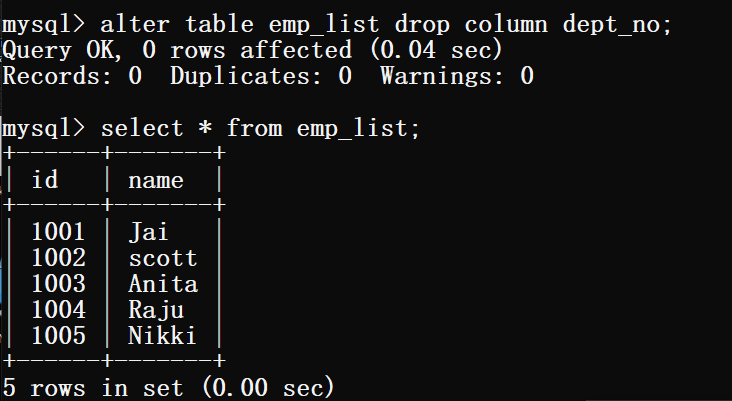 mysql> alter table emp_list drop column dept_no;
Query OK, 0 rows affected (0.04 sec)
Records: 0  Duplicates: 0  Warnings: 0

mysql> select * from emp_list;
+------+-------+
| id   | name  |
+------+-------+
| 1001 | Jai   |
| 1002 | scott |
| 1003 | Anita |
| 1004 | Raju  |
| 1005 | Nikki |
+------+-------+
5 rows in set (0.00 sec)